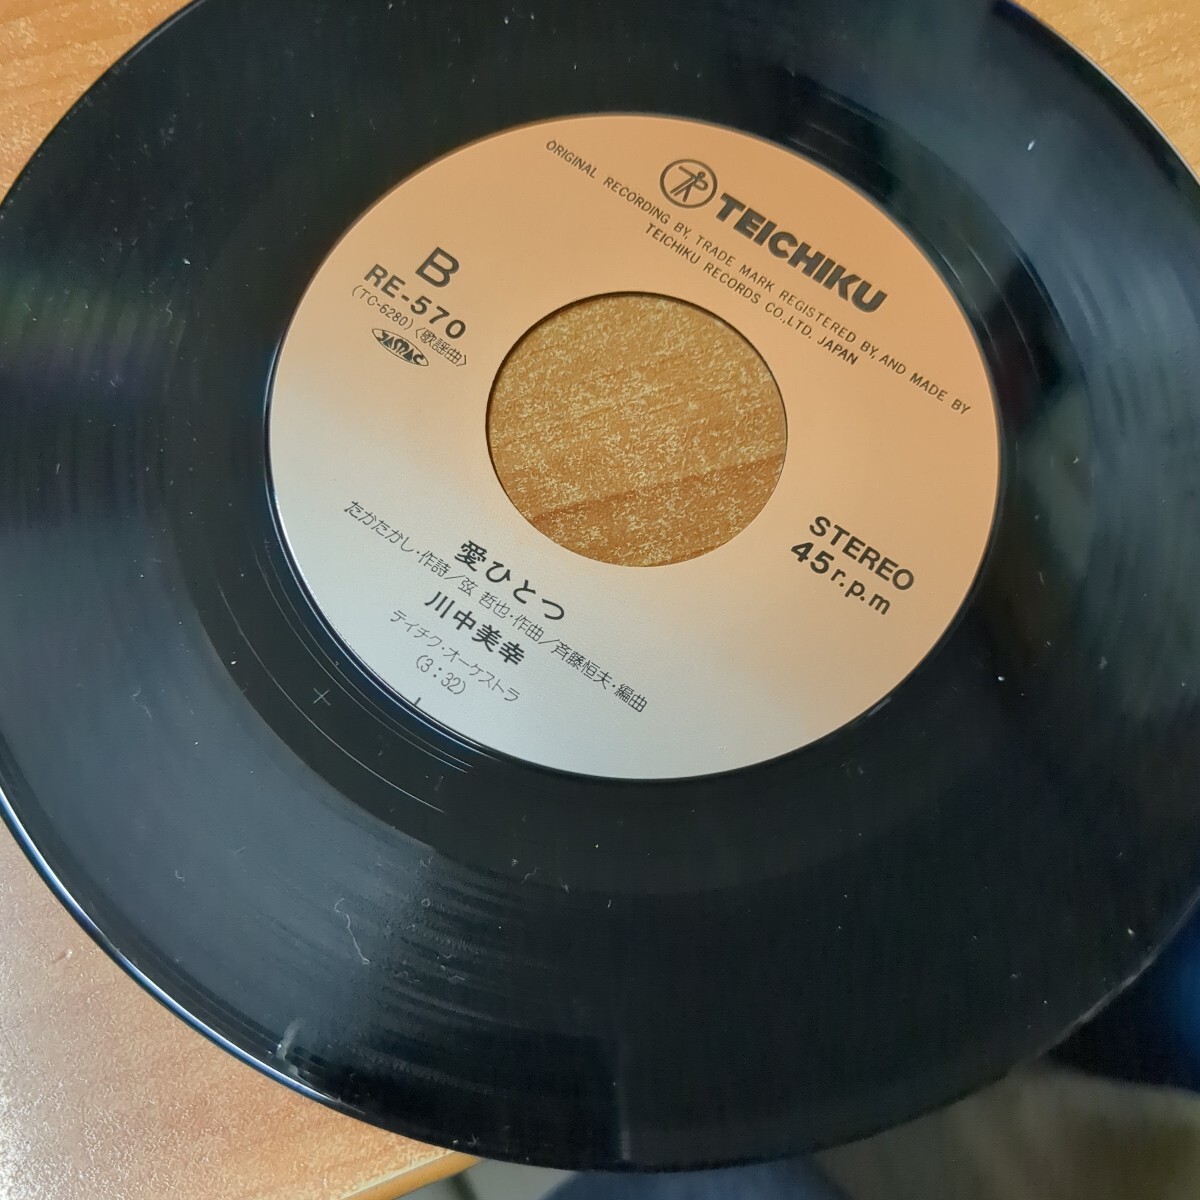 TEICHIKU
ORIGINAL RECORDING BY, TRADE MARK REGISTERED BY, AND MADE BY
TEICHIKU RECORDS CO.,LTD. JAPAN
B
RE-570
(TC-6280)〈歌謡曲〉
JASRAC
STEREO
45r.p.m
愛ひとつ
たかたかし・作詩/弦 哲也・作曲/斉藤恒夫・編曲
川中美幸
テイチク・オーケストラ
(3:32)